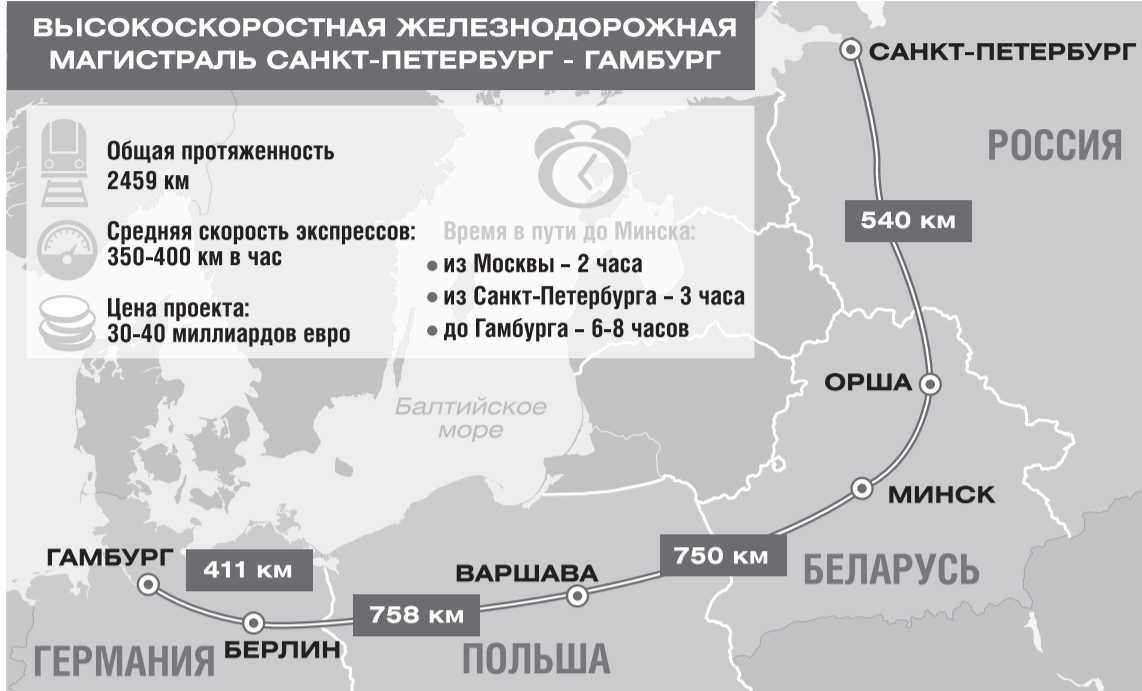 ВЫСОКОСКОРОСТНАЯ ЖЕЛЕЗНОДОРОЖНАЯ
МАГИСТРАЛЬ САНКТ-ПЕТЕРБУРГ - ГАМБУРГ
Общая протяженность
2459 км
Средняя скорость экспрессов:
350-400 км в час
Цена проекта:
30-40 миллиардов евро
Время в пути до Минска:
• из Москвы – 2 часа
• из Санкт-Петербурга – 3 часа
• до Гамбурга – 6-8 часов
САНКТ-ПЕТЕРБУРГ
РОССИЯ
540 км
ОРША
Балтийское
море
МИНСК
750 км
БЕЛАРУСЬ
ГАМБУРГ
411 км
ВАРШАВА
758 км
БЕРЛИН
ГЕРМАНИЯ
ПОЛЬША